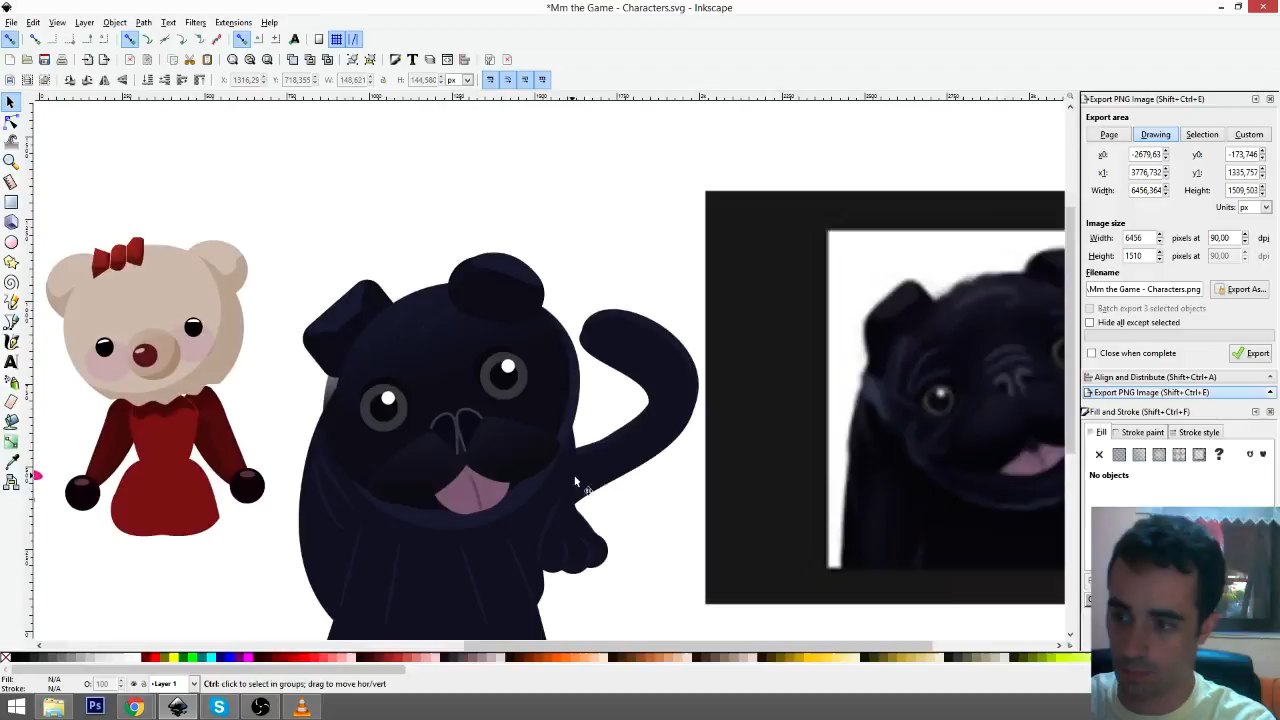 *Mm the Game - Characters.svg - Inkscape
File Edit View Layer Object Path Text Filters Extensions Help
X: 1316,29 Y: 718,355 W: 148,621 H: 144,580 px
Export PNG Image (Shift+Ctrl+E)
Export area
Page Drawing Selection Custom
x0: -2679,63 y0: -173,746
x1: 3776,732 y1: 1335,757
Width: 6456,364 Height: 1509,503
Units: px
Image size
Width: 6456 pixels at 90,00 dpi
Height: 1510 pixels at 90,00 dpi
Filename
\Mm the Game - Characters.png Export As...
Batch export 3 selected objects
Hide all except selected
Close when complete Export
Align and Distribute (Shift+Ctrl+A)
Export PNG Image (Shift+Ctrl+E)
Fill and Stroke (Shift+Ctrl+F)
Fill Stroke paint Stroke style
No objects
Fill: N/A
Stroke: N/A
O: 100
Layer 1
Ctrl: click to select in groups; drag to move hor/vert